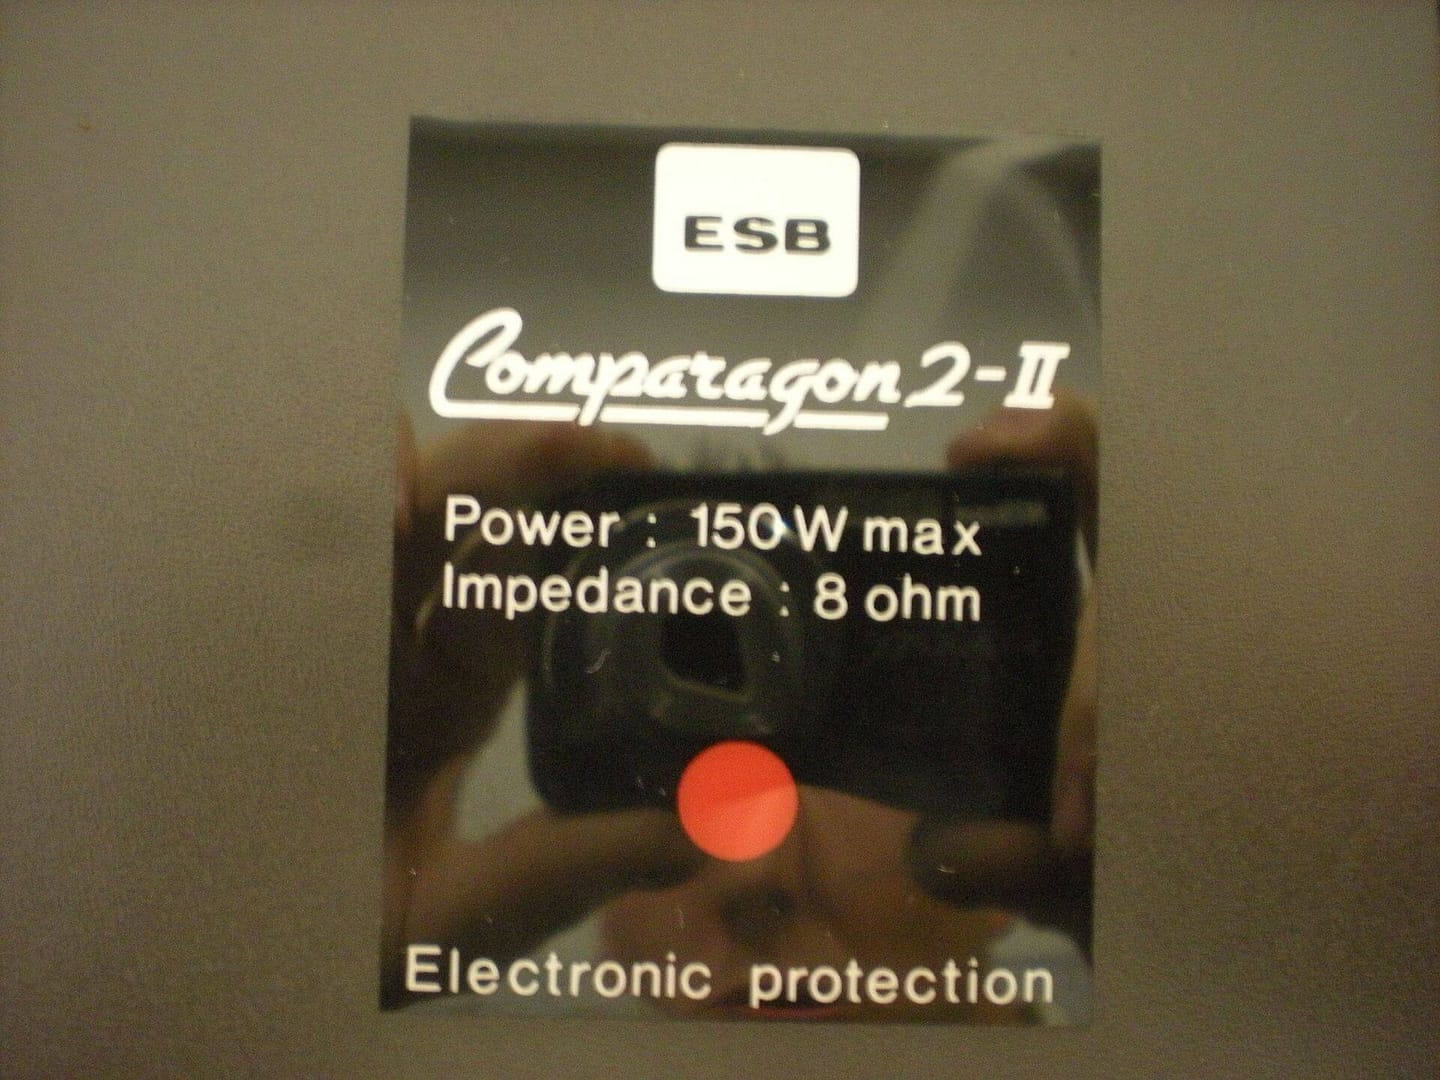 ESB
Comparagon 2-II
Power : 150 W max
Impedance : 8 ohm
Electronic protection